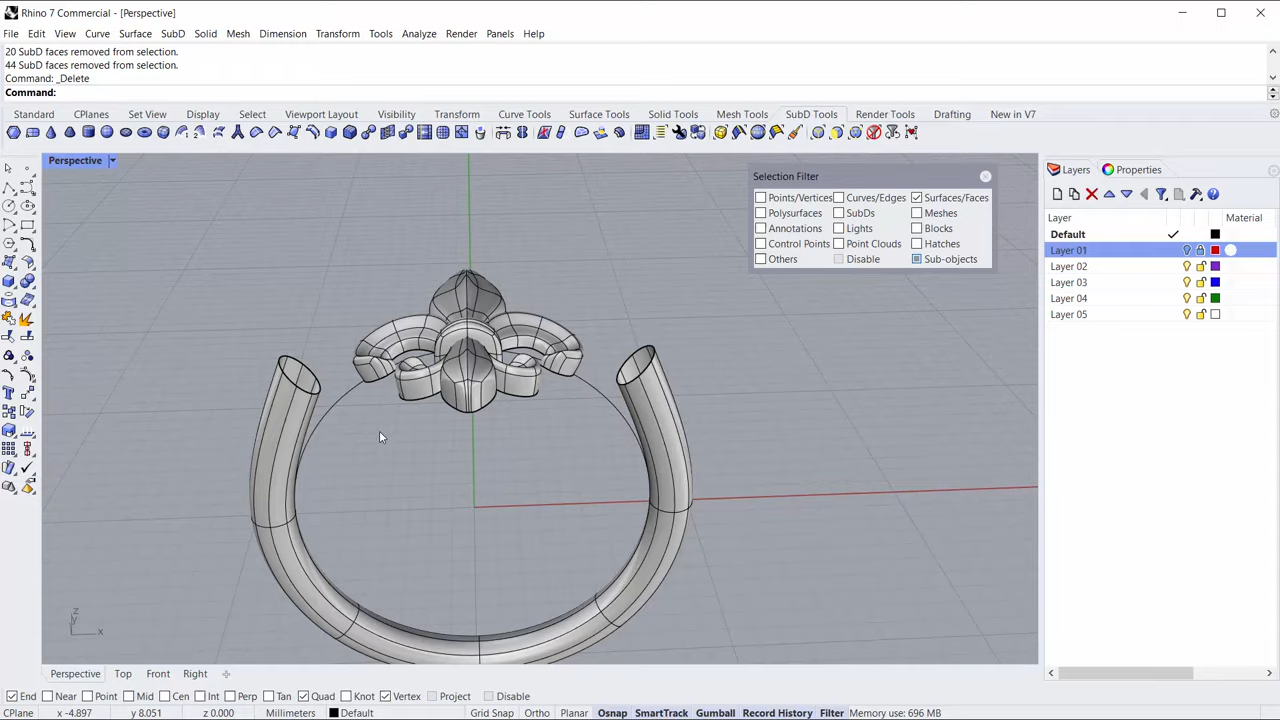 Rhino 7 Commercial - [Perspective]
File Edit View Curve Surface SubD Solid Mesh Dimension Transform Tools Analyze Render Panels Help
20 SubD faces removed from selection.
44 SubD faces removed from selection.
Command: _Delete
Command:
Standard CPlanes Set View Display Select Viewport Layout Visibility Transform Curve Tools Surface Tools Solid Tools Mesh Tools SubD Tools Render Tools Drafting New in V7
Perspective
Selection Filter
Points/Vertices Curves/Edges Surfaces/Faces
Polysurfaces SubDs Meshes
Annotations Lights Blocks
Control Points Point Clouds Hatches
Others Disable Sub-objects
Layers Properties
Layer Material
Default
Layer 01
Layer 02
Layer 03
Layer 04
Layer 05
z
y
x
Perspective Top Front Right
End Near Point Mid Cen Int Perp Tan Quad Knot Vertex Project Disable
CPlane x -4.897 y 8.051 z 0.000 Millimeters Default Grid Snap Ortho Planar Osnap SmartTrack Gumball Record History Filter Memory use: 696 MB